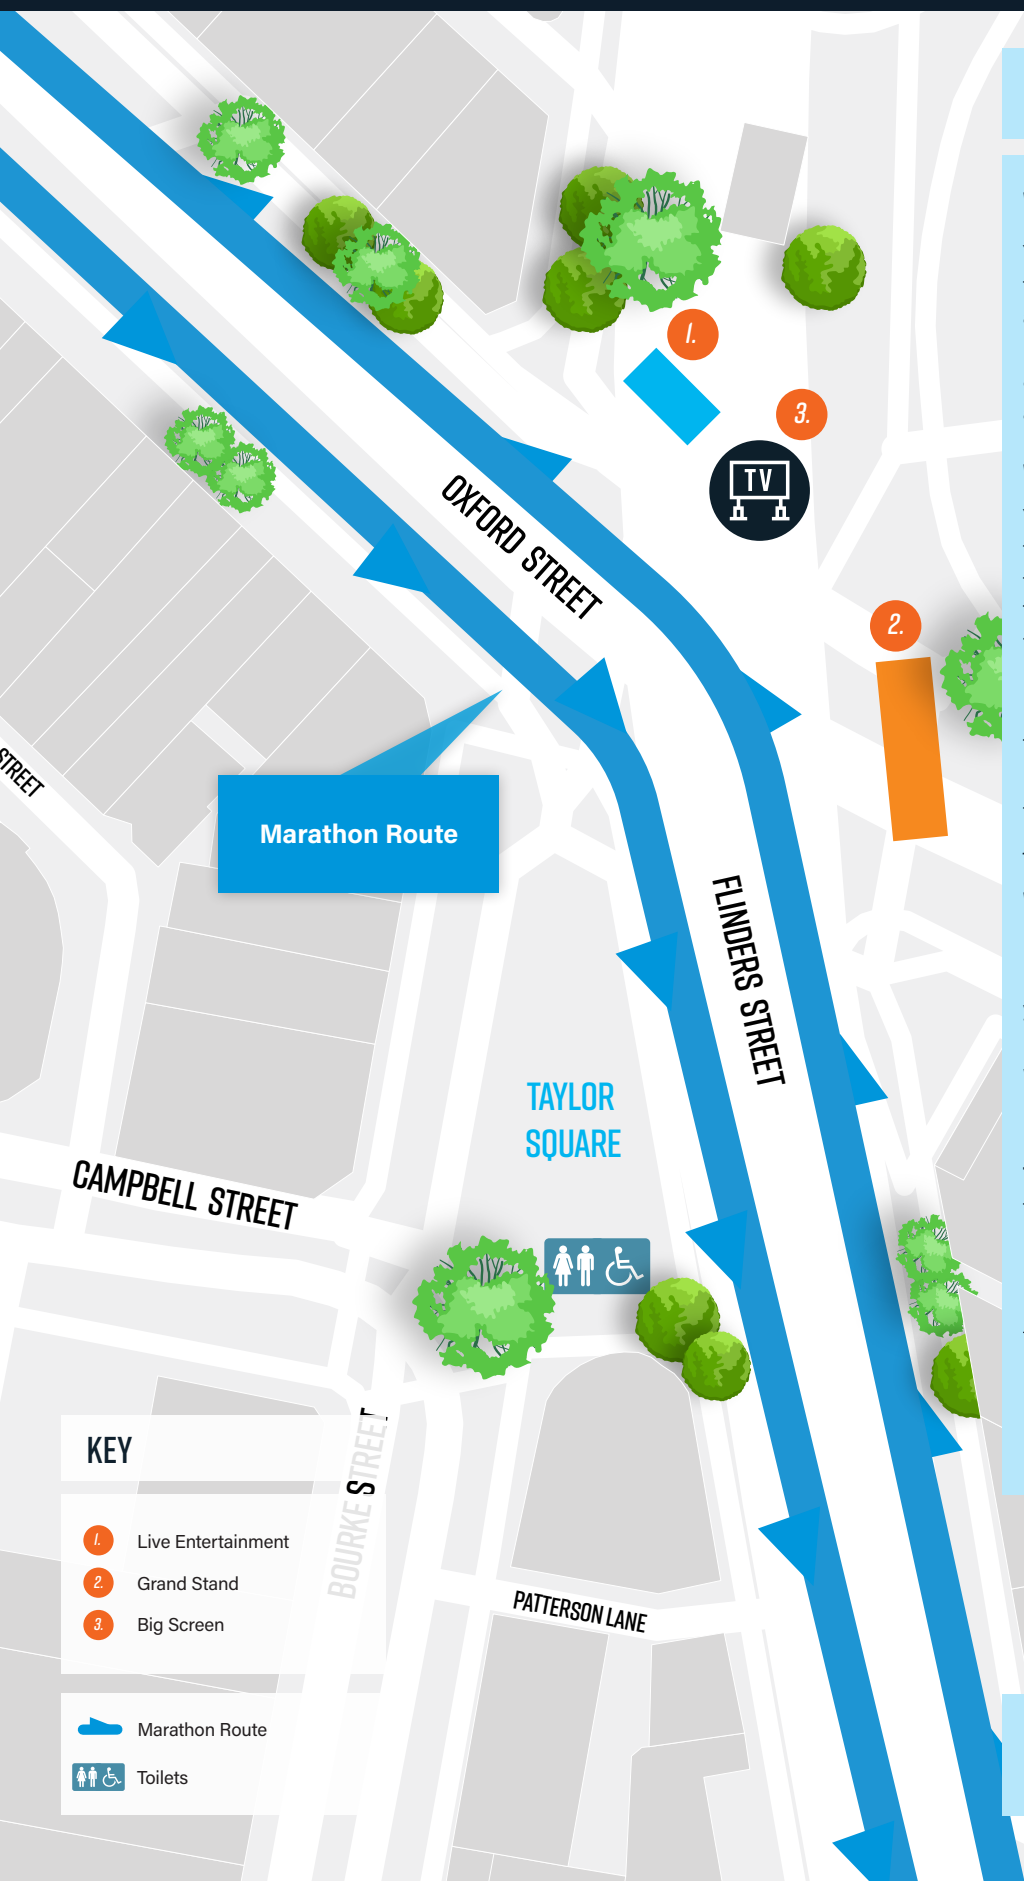 1.
3.
TV
OXFORD STREET
2.
STREET
Marathon Route
FLINDERS STREET
TAYLOR
SQUARE
CAMPBELL STREET
BOURKE STREET
KEY
1. Live Entertainment
2. Grand Stand
3. Big Screen
PATTERSON LANE
Marathon Route
Toilets